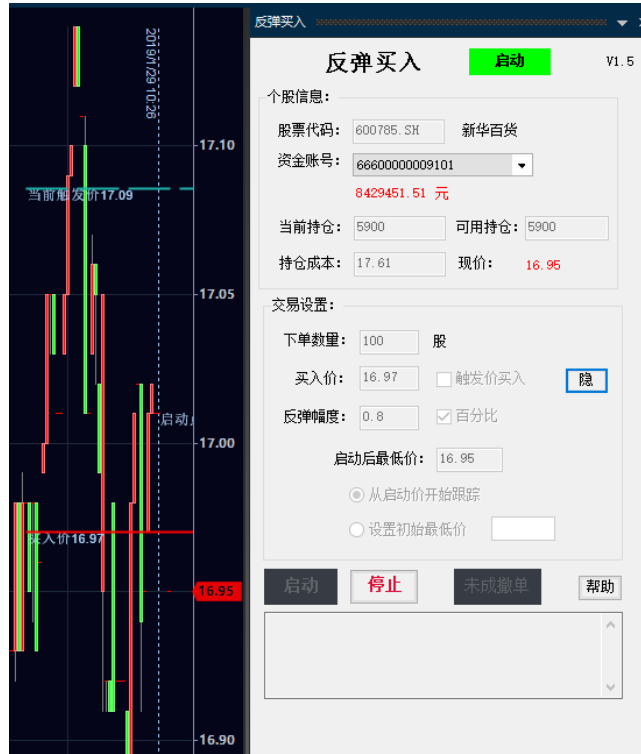 2019/1/29 10:26
17.10
当前触发价17.09
17.05
启动
17.00
买入价16.97
16.95
16.90
反弹买入
反弹买入 启动 V1.5
个股信息:
股票代码: 600785.SH 新华百货
资金账号: 66600000009101
8429451.51 元
当前持仓: 5900 可用持仓: 5900
持仓成本: 17.61 现价: 16.95
交易设置:
下单数量: 100 股
买入价: 16.97 触发价买入 隐
反弹幅度: 0.8 百分比
启动后最低价: 16.95
从启动价开始跟踪
设置初始最低价
启动 停止 未成撤单 帮助